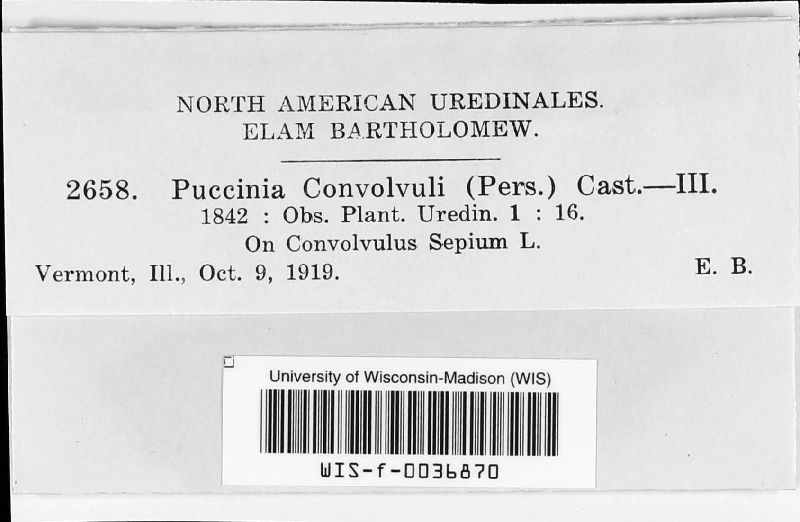 NORTH AMERICAN UREDINALES.
ELAM BARTHOLOMEW.
2658. Puccinia Convolvuli (Pers.) Cast.—III.
1842 : Obs. Plant. Uredin. 1 : 16.
On Convolvulus Sepium L.
Vermont, Ill., Oct. 9, 1919. E. B.
University of Wisconsin-Madison (WIS)
WIS-f-0036870